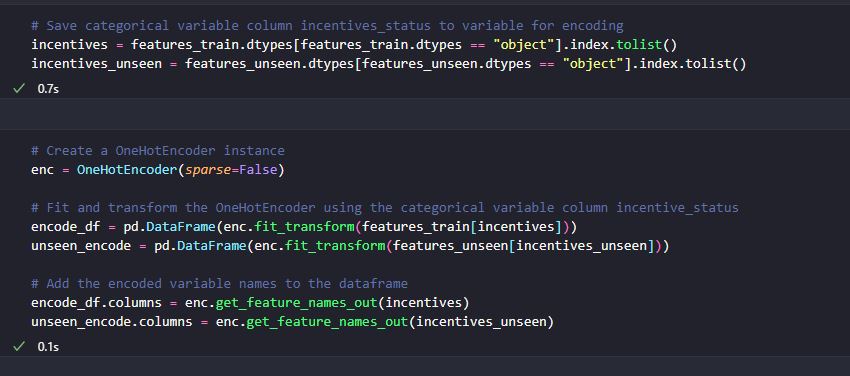 # Save categorical variable column incentives_status to variable for encoding
incentives = features_train.dtypes[features_train.dtypes == "object"].index.tolist()
incentives_unseen = features_unseen.dtypes[features_unseen.dtypes == "object"].index.tolist()
✓ 0.7s
# Create a OneHotEncoder instance
enc = OneHotEncoder(sparse=False)
# Fit and transform the OneHotEncoder using the categorical variable column incentive_status
encode_df = pd.DataFrame(enc.fit_transform(features_train[incentives]))
unseen_encode = pd.DataFrame(enc.fit_transform(features_unseen[incentives_unseen]))
# Add the encoded variable names to the dataframe
encode_df.columns = enc.get_feature_names_out(incentives)
unseen_encode.columns = enc.get_feature_names_out(incentives_unseen)
✓ 0.1s